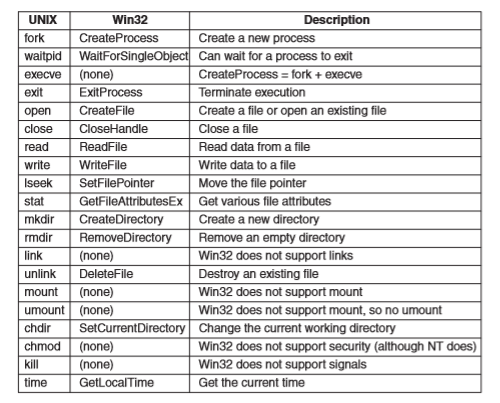 UNIX Win32 Description
fork CreateProcess Create a new process
waitpid WaitForSingleObject Can wait for a process to exit
execve (none) CreateProcess = fork + execve
exit ExitProcess Terminate execution
open CreateFile Create a file or open an existing file
close CloseHandle Close a file
read ReadFile Read data from a file
write WriteFile Write data to a file
lseek SetFilePointer Move the file pointer
stat GetFileAttributesEx Get various file attributes
mkdir CreateDirectory Create a new directory
rmdir RemoveDirectory Remove an empty directory
link (none) Win32 does not support links
unlink DeleteFile Destroy an existing file
mount (none) Win32 does not support mount
umount (none) Win32 does not support mount, so no umount
chdir SetCurrentDirectory Change the current working directory
chmod (none) Win32 does not support security (although NT does)
kill (none) Win32 does not support signals
time GetLocalTime Get the current time